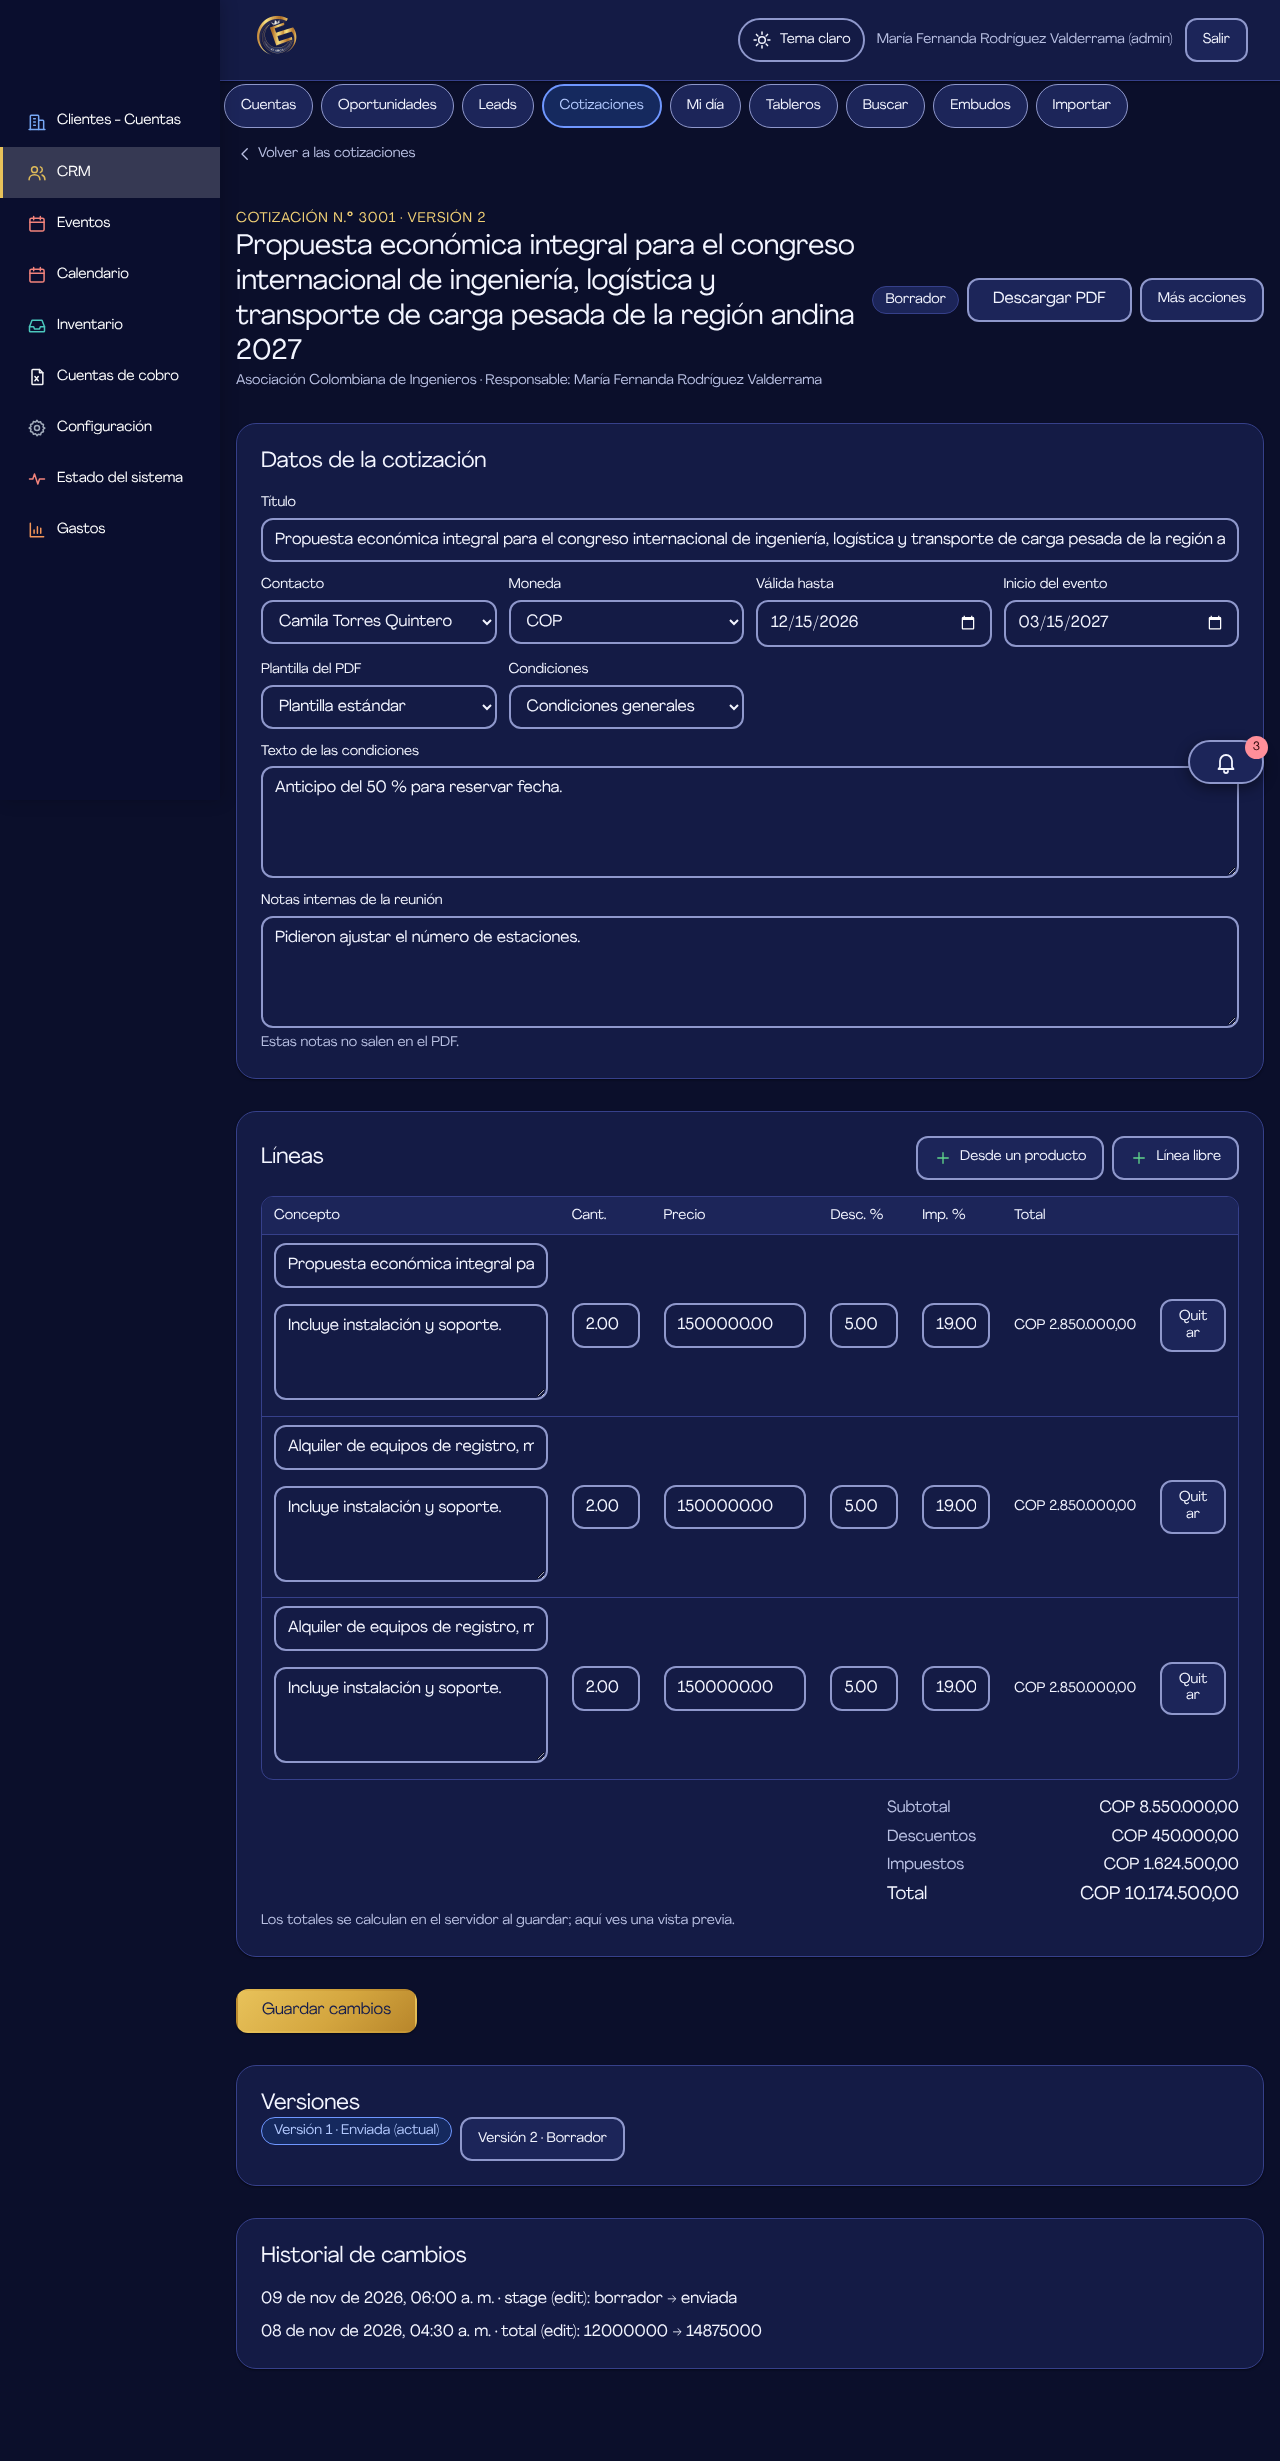 Tema claro
María Fernanda Rodríguez Valderrama (admin)
Salir
Clientes - Cuentas
CRM
Eventos
Calendario
Inventario
Cuentas de cobro
Configuración
Estado del sistema
Gastos
Cuentas
Oportunidades
Leads
Cotizaciones
Mi día
Tableros
Buscar
Embudos
Importar
Volver a las cotizaciones
COTIZACIÓN N.º 3001 · VERSIÓN 2
Propuesta económica integral para el congreso
internacional de ingeniería, logística y
transporte de carga pesada de la región andina
2027
Asociación Colombiana de Ingenieros · Responsable: María Fernanda Rodríguez Valderrama
Borrador
Descargar PDF
Más acciones
Datos de la cotización
Título
Propuesta económica integral para el congreso internacional de ingeniería, logística y transporte de carga pesada de la región a
Contacto
Moneda
Válida hasta
Inicio del evento
Camila Torres Quintero
COP
12/15/2026
03/15/2027
Plantilla del PDF
Condiciones
Plantilla estándar
Condiciones generales
Texto de las condiciones
3
Anticipo del 50 % para reservar fecha.
Notas internas de la reunión
Pidieron ajustar el número de estaciones.
Estas notas no salen en el PDF.
Líneas
Desde un producto
Línea libre
Concepto
Cant.
Precio
Desc. %
Imp. %
Total
Propuesta económica integral pa
Incluye instalación y soporte.
2.00
1500000.00
5.00
19.00
COP 2.850.000,00
Quit
ar
Alquiler de equipos de registro, m
Incluye instalación y soporte.
2.00
1500000.00
5.00
19.00
COP 2.850.000,00
Quit
ar
Alquiler de equipos de registro, m
Incluye instalación y soporte.
2.00
1500000.00
5.00
19.00
COP 2.850.000,00
Quit
ar
Subtotal COP 8.550.000,00
Descuentos COP 450.000,00
Impuestos COP 1.624.500,00
Total COP 10.174.500,00
Los totales se calculan en el servidor al guardar; aquí ves una vista previa.
Guardar cambios
Versiones
Versión 1 · Enviada (actual)
Versión 2 · Borrador
Historial de cambios
09 de nov de 2026, 06:00 a. m. · stage (edit): borrador → enviada
08 de nov de 2026, 04:30 a. m. · total (edit): 12000000 → 14875000